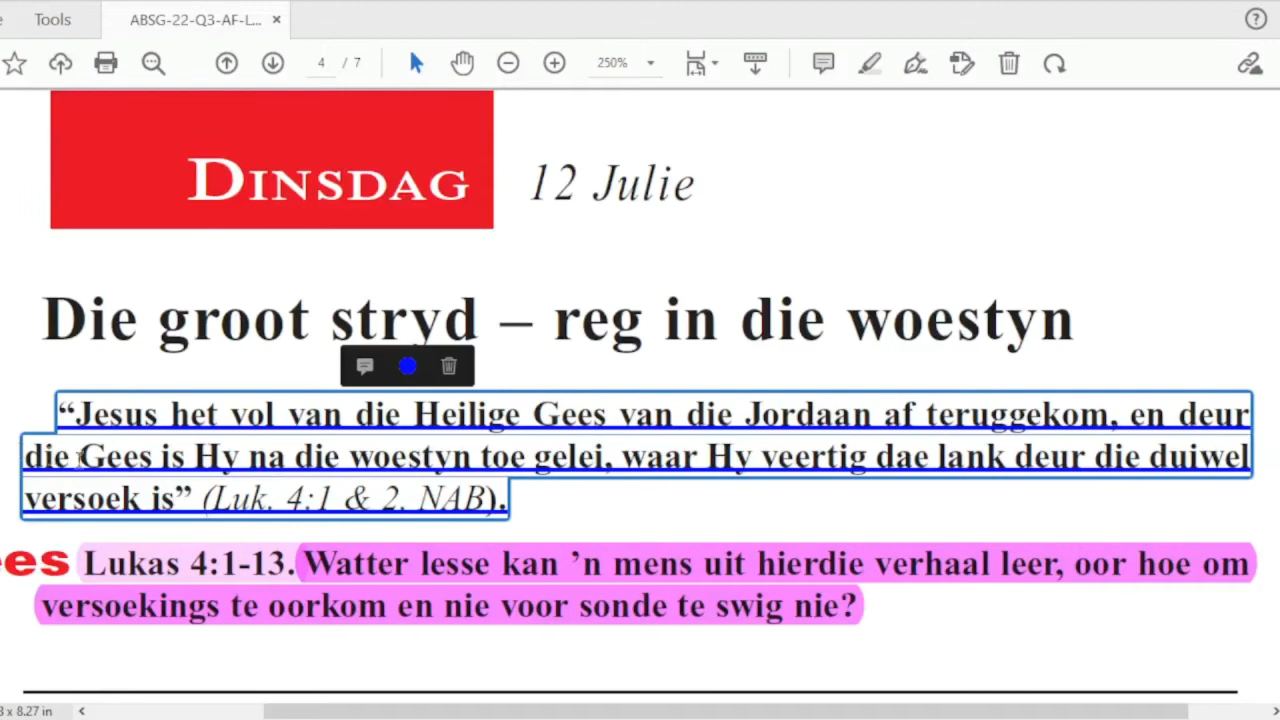 Tools
ABSG-22-Q3-AF-L... ×
4 / 7
250%
DINSDAG
12 Julie
Die groot stryd – reg in die woestyn
“Jesus het vol van die Heilige Gees van die Jordaan af teruggekom, en deur
die Gees is Hy na die woestyn toe gelei, waar Hy veertig dae lank deur die duiwel
versoek is” (Luk. 4:1 & 2. NAB).
ees Lukas 4:1-13. Watter lesse kan ’n mens uit hierdie verhaal leer, oor hoe om
versoekings te oorkom en nie voor sonde te swig nie?
x 8.27 in